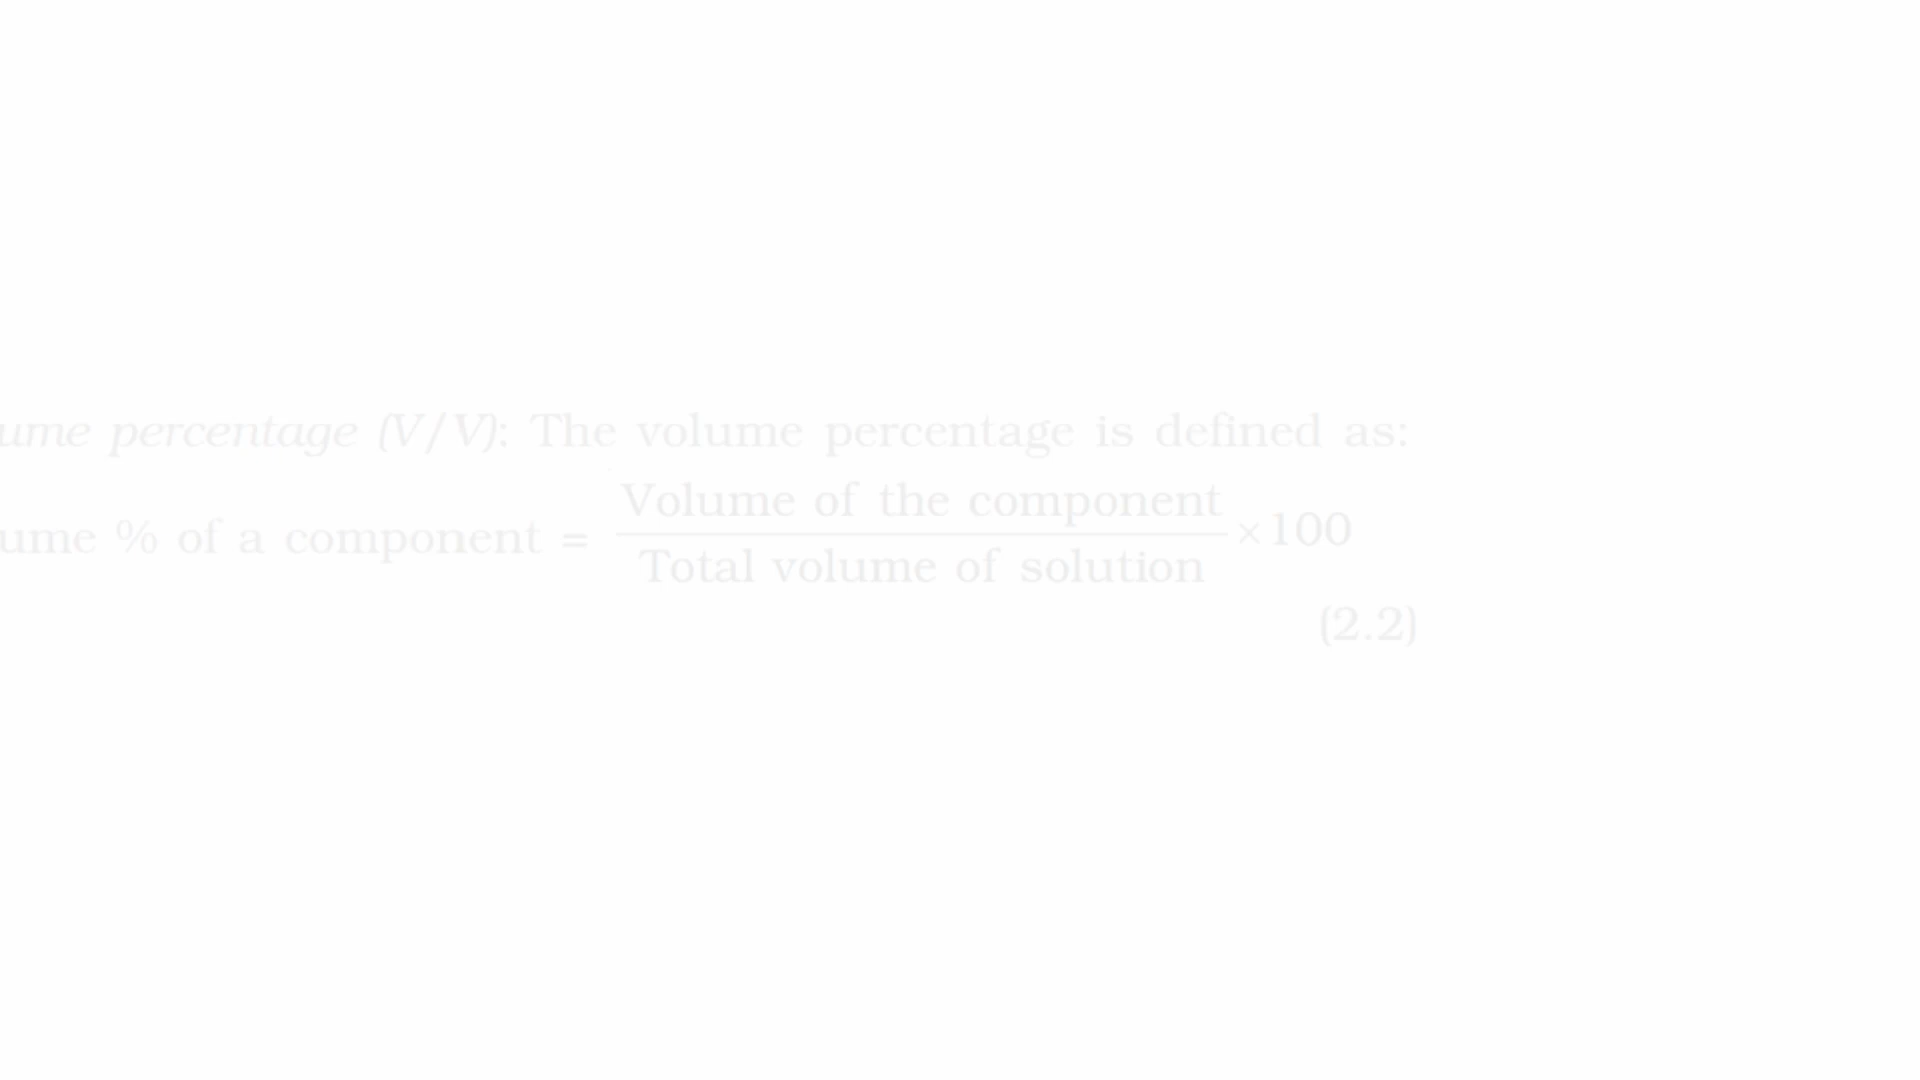 ume percentage (V/V): The volume percentage is defined as:
ume % of a component = Volume of the component / Total volume of solution ×100
(2.2)